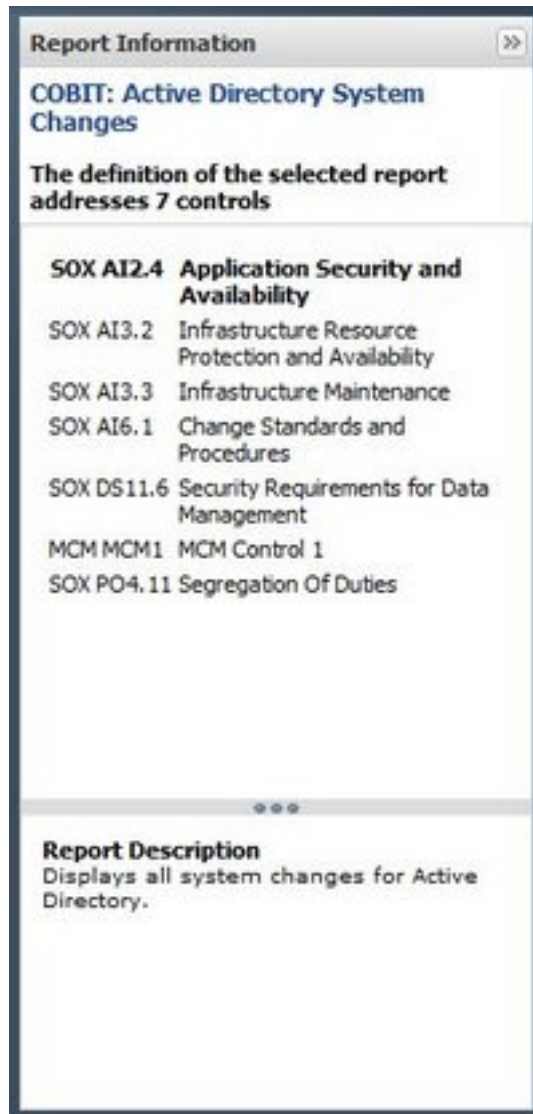 Report Information
COBIT: Active Directory System
Changes
The definition of the selected report
addresses 7 controls
SOX AI2.4 Application Security and
Availability
SOX AI3.2 Infrastructure Resource
Protection and Availability
SOX AI3.3 Infrastructure Maintenance
SOX AI6.1 Change Standards and
Procedures
SOX DS11.6 Security Requirements for Data
Management
MCM MCM1 MCM Control 1
SOX PO4.11 Segregation Of Duties
Report Description
Displays all system changes for Active
Directory.